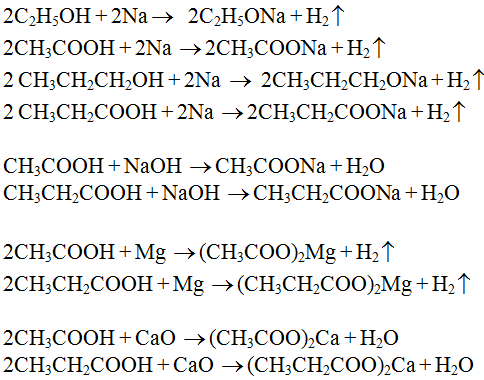 2C₂H₅OH + 2Na → 2C₂H₅ONa + H₂↑
2CH₃COOH + 2Na → 2CH₃COONa + H₂↑
2 CH₃CH₂CH₂OH + 2Na → 2CH₃CH₂CH₂ONa + H₂↑
2 CH₃CH₂COOH + 2Na → 2CH₃CH₂COONa + H₂↑
CH₃COOH + NaOH → CH₃COONa + H₂O
CH₃CH₂COOH + NaOH → CH₃CH₂COONa + H₂O
2CH₃COOH + Mg → (CH₃COO)₂Mg + H₂↑
2CH₃CH₂COOH + Mg → (CH₃CH₂COO)₂Mg + H₂↑
2CH₃COOH + CaO → (CH₃COO)₂Ca + H₂O
2CH₃CH₂COOH + CaO → (CH₃CH₂COO)₂Ca + H₂O